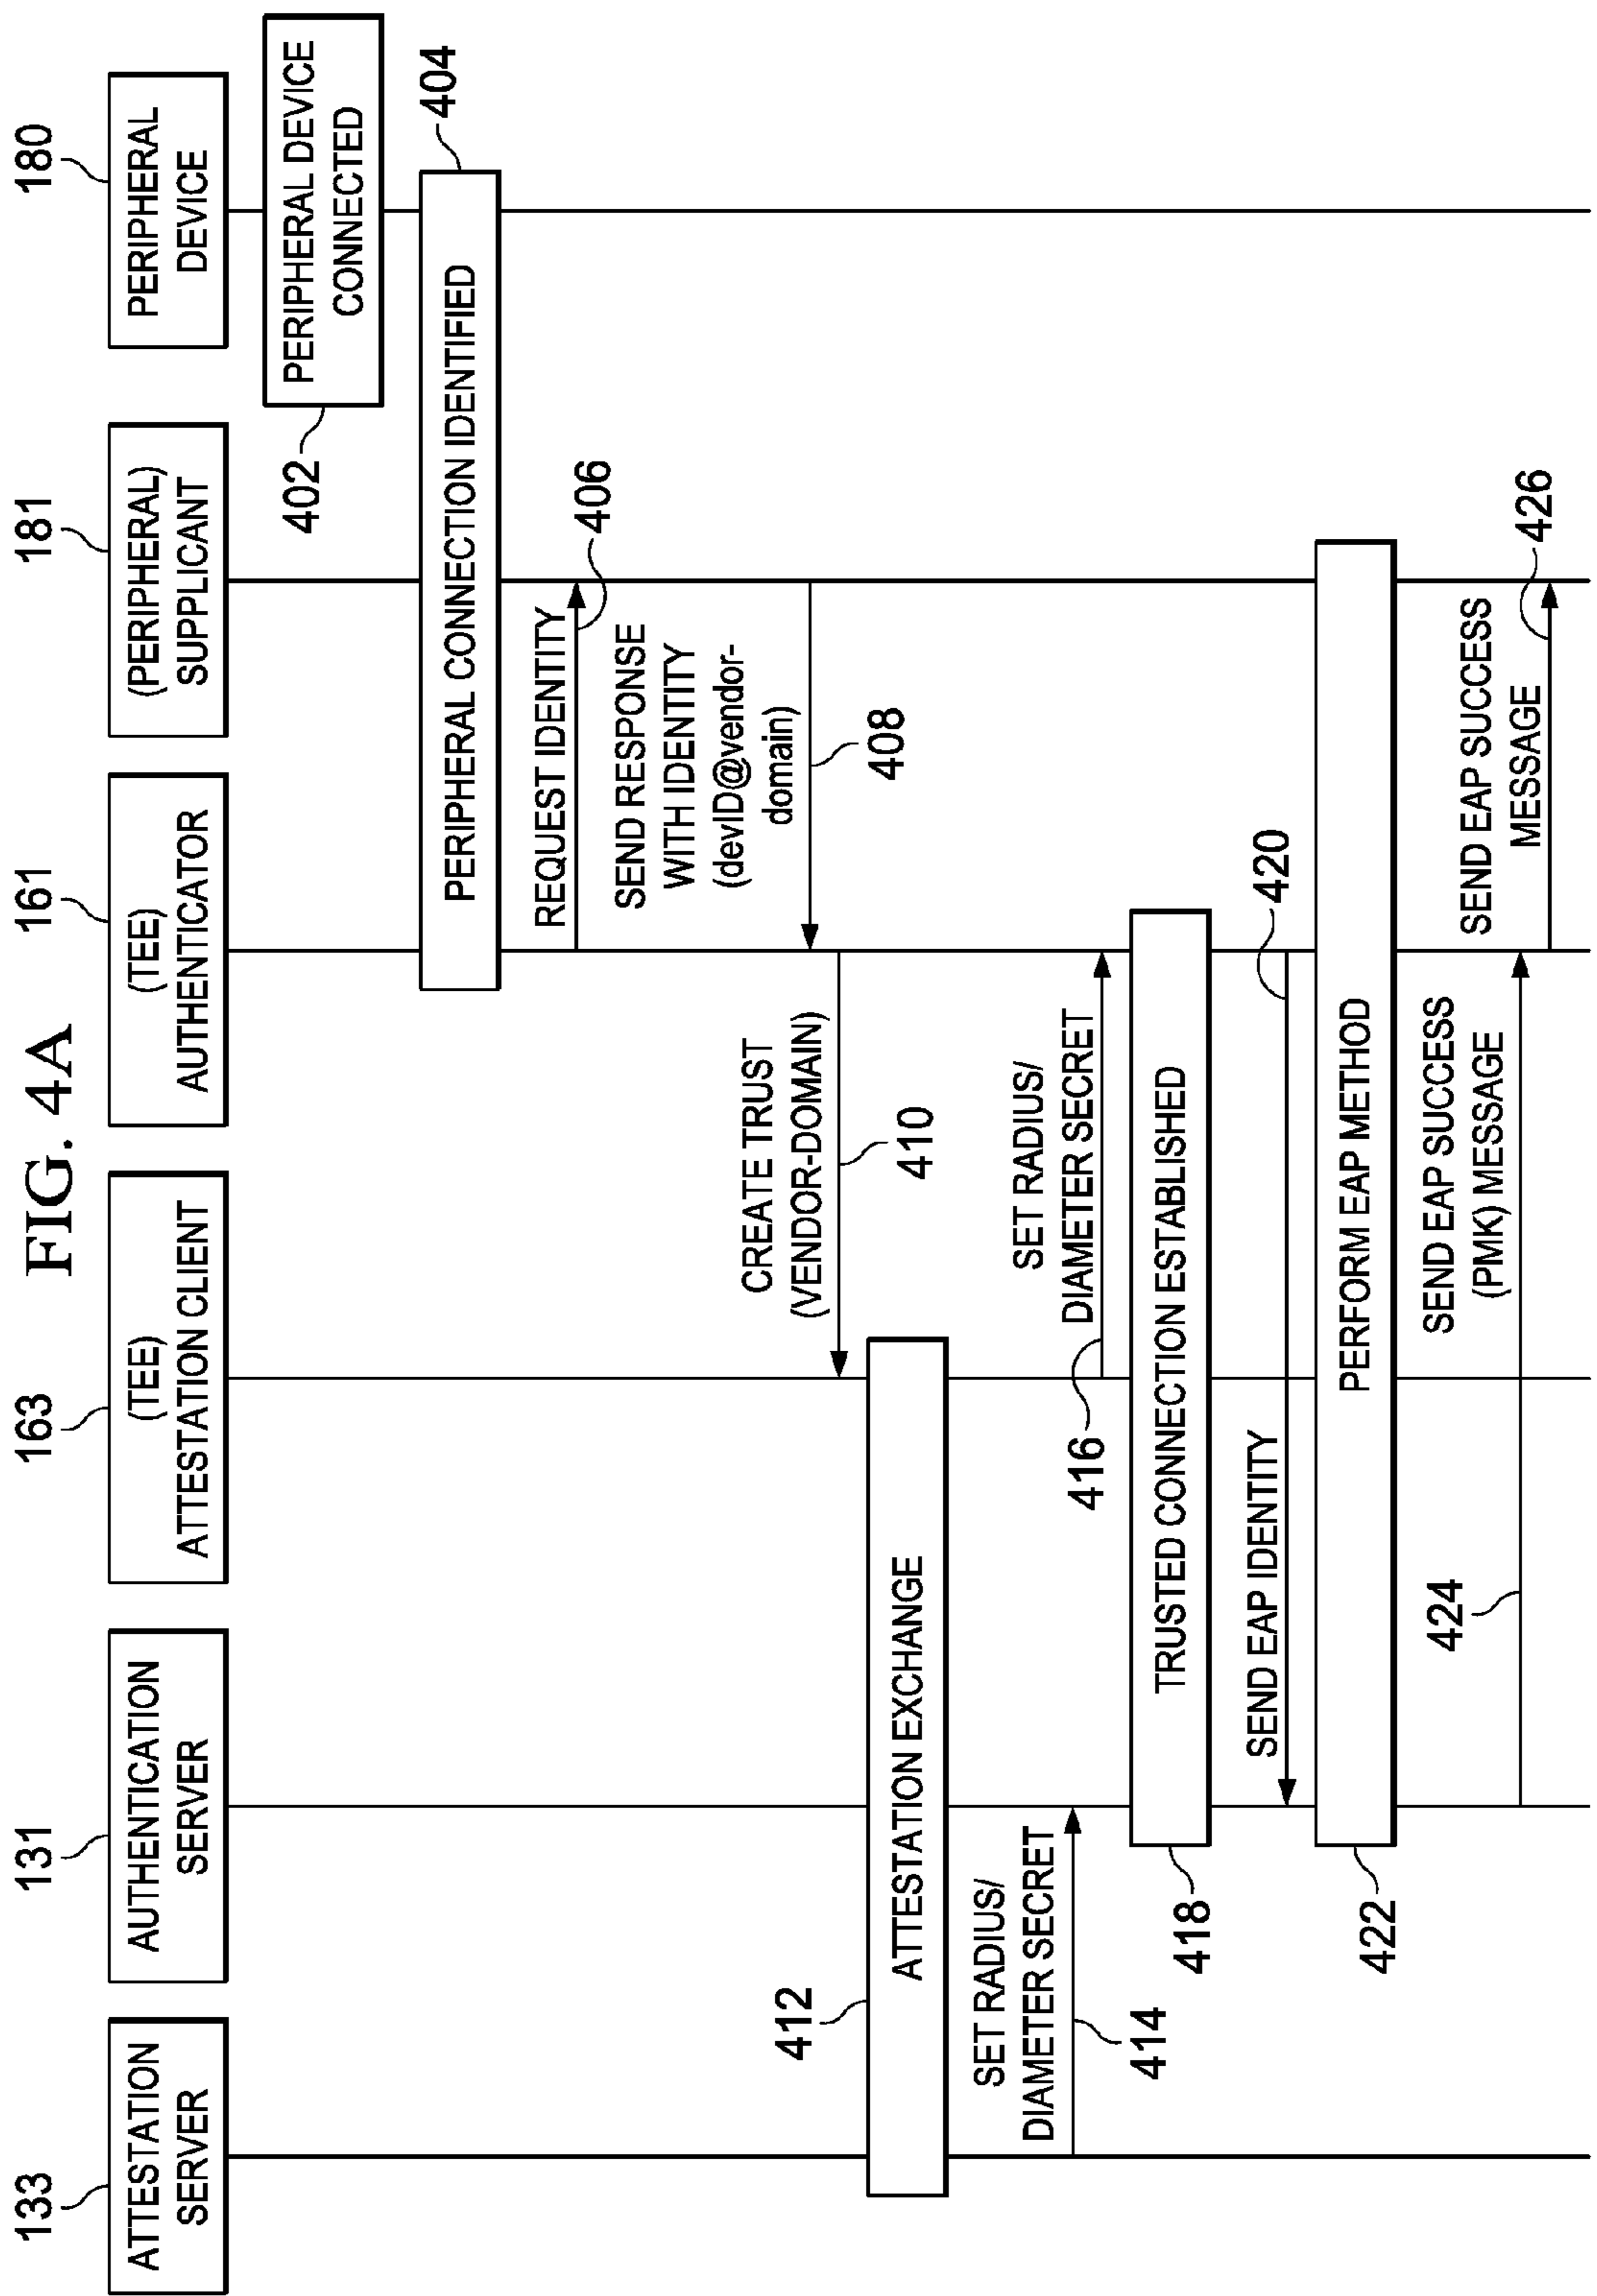 FIG. 4A
133
131
163
161
181
180
ATTESTATION
SERVER
AUTHENTICATION
SERVER
(TEE)
ATTESTATION CLIENT
(TEE)
AUTHENTICATOR
(PERIPHERAL)
SUPPLICANT
PERIPHERAL
DEVICE
402
PERIPHERAL DEVICE
CONNECTED
PERIPHERAL CONNECTION IDENTIFIED
404
REQUEST IDENTITY
406
SEND RESPONSE
WITH IDENTITY
(devID@vendor-
domain)
408
CREATE TRUST
(VENDOR-DOMAIN)
410
412
ATTESTATION EXCHANGE
SET RADIUS/
DIAMETER SECRET
414
SET RADIUS/
DIAMETER SECRET
416
TRUSTED CONNECTION ESTABLISHED
418
SEND EAP IDENTITY
420
PERFORM EAP METHOD
422
SEND EAP SUCCESS
(PMK) MESSAGE
424
SEND EAP SUCCESS
MESSAGE
426